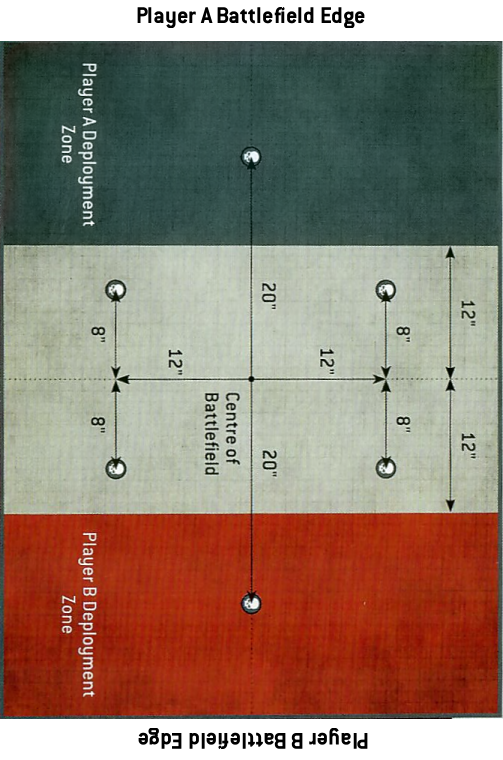 Player A Battlefield Edge
Player A Deployment
Zone
20"
12"
8"
8"
12"
12"
8"
8"
12"
Centre of
Battlefield
20"
Player B Deployment
Zone
Player B Battlefield Edge